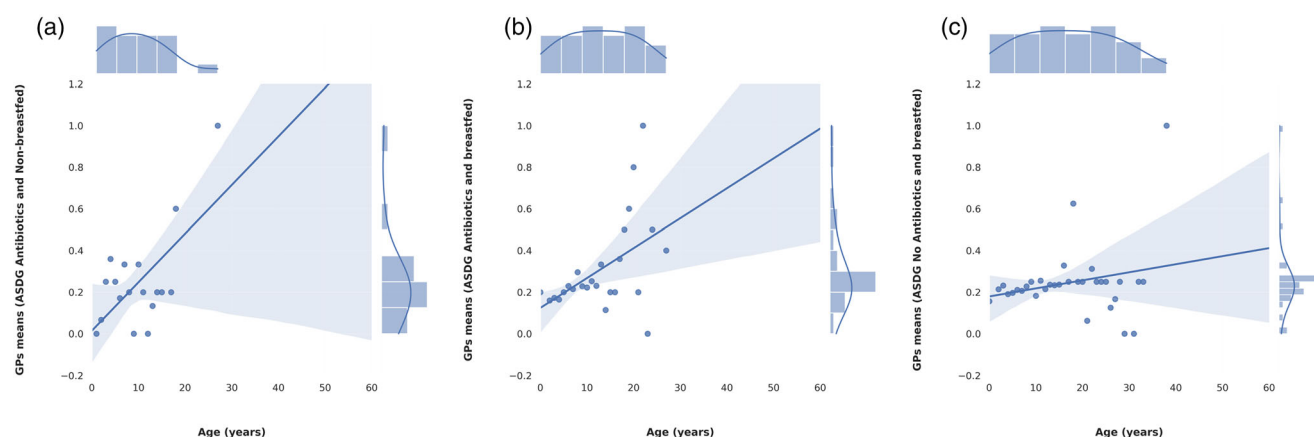 (a)
GPs means (ASDG Antibiotics and Non-breastfed)
1.2
1.0
0.8
0.6
0.4
0.2
0.0
−0.2
0 10 20 30 40 50 60
Age (years)
(b)
GPs means (ASDG Antibiotics and breastfed)
1.2
1.0
0.8
0.6
0.4
0.2
0.0
−0.2
0 10 20 30 40 50 60
Age (years)
(c)
GPs means (ASDG No Antibiotics and breastfed)
1.2
1.0
0.8
0.6
0.4
0.2
0.0
−0.2
0 10 20 30 40 50 60
Age (years)